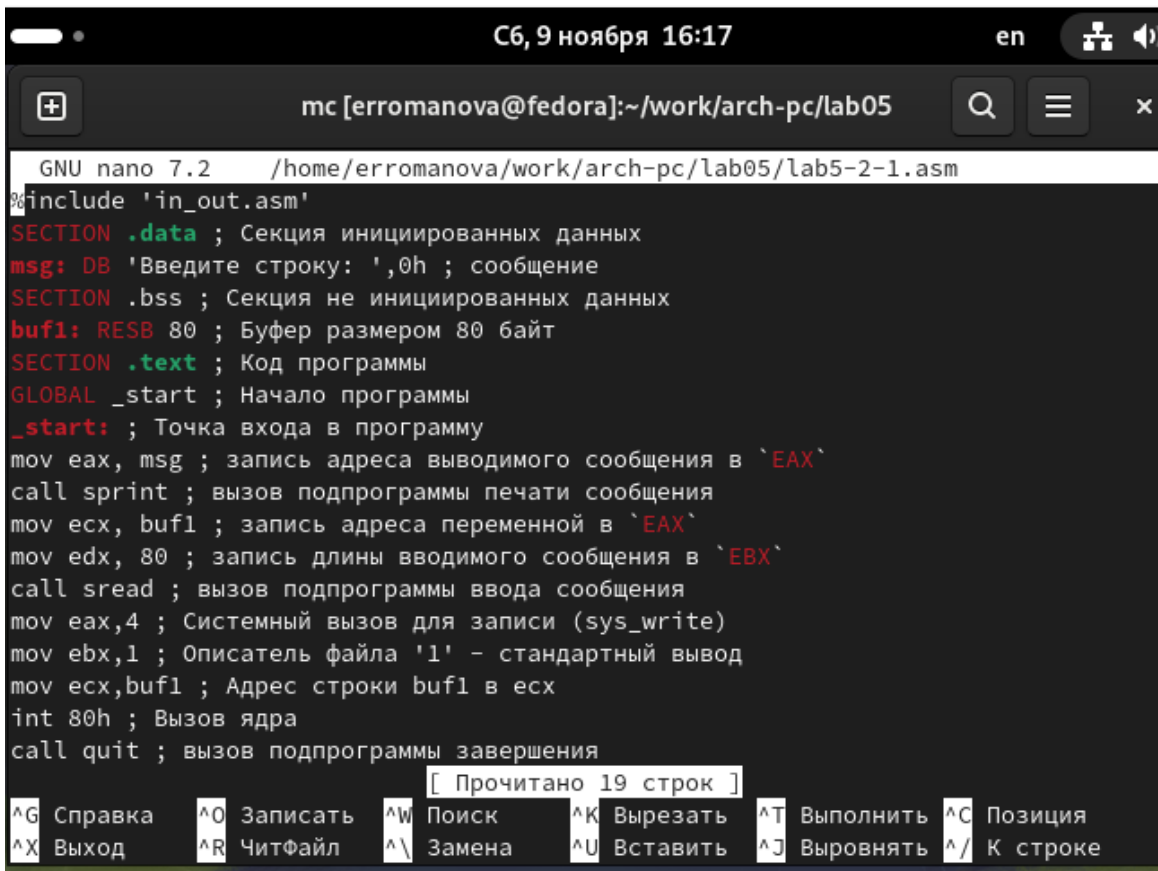 Сб, 9 ноября 16:17 en
mc [erromanova@fedora]:~/work/arch-pc/lab05
GNU nano 7.2 /home/erromanova/work/arch-pc/lab05/lab5-2-1.asm
%include 'in_out.asm'
SECTION .data ; Секция инициированных данных
msg: DB 'Введите строку: ',0h ; сообщение
SECTION .bss ; Секция не инициированных данных
buf1: RESB 80 ; Буфер размером 80 байт
SECTION .text ; Код программы
GLOBAL _start ; Начало программы
_start: ; Точка входа в программу
mov eax, msg ; запись адреса выводимого сообщения в `EAX`
call sprint ; вызов подпрограммы печати сообщения
mov ecx, buf1 ; запись адреса переменной в `EAX`
mov edx, 80 ; запись длины вводимого сообщения в `EBX`
call sread ; вызов подпрограммы ввода сообщения
mov eax,4 ; Системный вызов для записи (sys_write)
mov ebx,1 ; Описатель файла '1' - стандартный вывод
mov ecx,buf1 ; Адрес строки buf1 в ecx
int 80h ; Вызов ядра
call quit ; вызов подпрограммы завершения
[ Прочитано 19 строк ]
^G Справка ^O Записать ^W Поиск ^K Вырезать ^T Выполнить ^C Позиция
^X Выход ^R ЧитФайл ^\ Замена ^U Вставить ^J Выровнять ^/ К строке